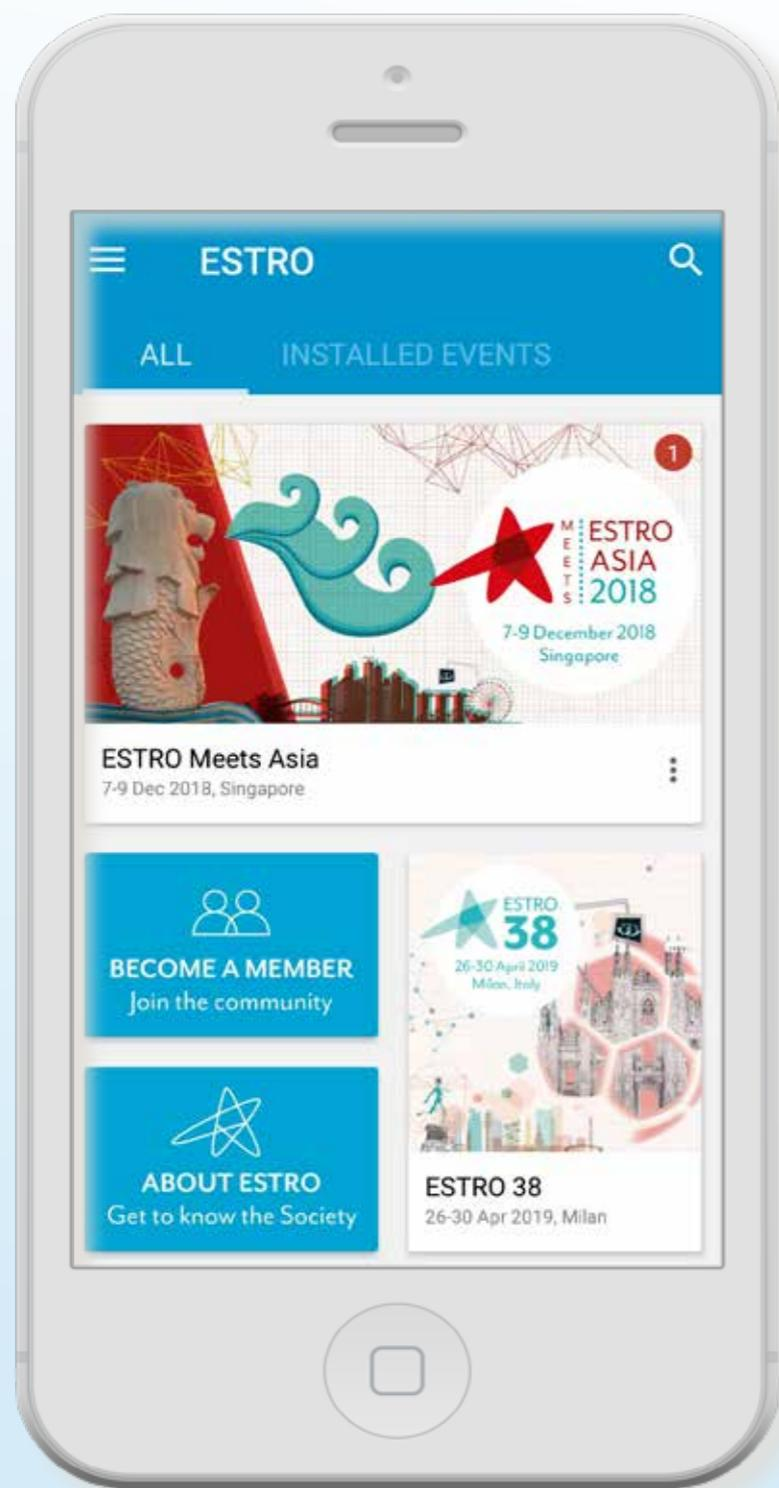 ESTRO
ALL INSTALLED EVENTS
1
MEETS
ESTRO
ASIA
2018
7-9 December 2018
Singapore
ESTRO Meets Asia
7-9 Dec 2018, Singapore
BECOME A MEMBER
Join the community
ABOUT ESTRO
Get to know the Society
ESTRO
38
26-30 April 2019
Milan, Italy
ESTRO 38
26-30 Apr 2019, Milan